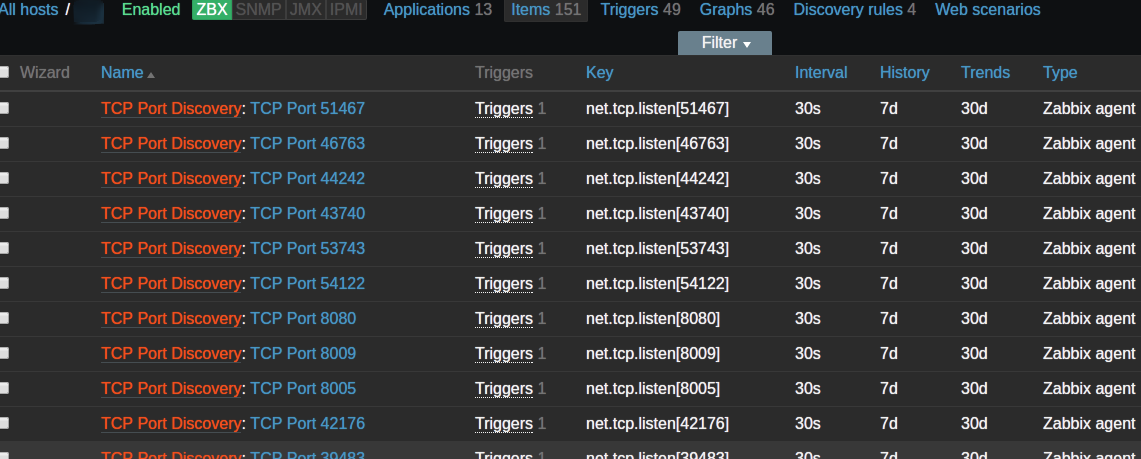 All hosts / Enabled ZBX SNMP JMX IPMI Applications 13 Items 151 Triggers 49 Graphs 46 Discovery rules 4 Web scenarios
Filter
Wizard Name Triggers Key Interval History Trends Type
TCP Port Discovery: TCP Port 51467 Triggers 1 net.tcp.listen[51467] 30s 7d 30d Zabbix agent
TCP Port Discovery: TCP Port 46763 Triggers 1 net.tcp.listen[46763] 30s 7d 30d Zabbix agent
TCP Port Discovery: TCP Port 44242 Triggers 1 net.tcp.listen[44242] 30s 7d 30d Zabbix agent
TCP Port Discovery: TCP Port 43740 Triggers 1 net.tcp.listen[43740] 30s 7d 30d Zabbix agent
TCP Port Discovery: TCP Port 53743 Triggers 1 net.tcp.listen[53743] 30s 7d 30d Zabbix agent
TCP Port Discovery: TCP Port 54122 Triggers 1 net.tcp.listen[54122] 30s 7d 30d Zabbix agent
TCP Port Discovery: TCP Port 8080 Triggers 1 net.tcp.listen[8080] 30s 7d 30d Zabbix agent
TCP Port Discovery: TCP Port 8009 Triggers 1 net.tcp.listen[8009] 30s 7d 30d Zabbix agent
TCP Port Discovery: TCP Port 8005 Triggers 1 net.tcp.listen[8005] 30s 7d 30d Zabbix agent
TCP Port Discovery: TCP Port 42176 Triggers 1 net.tcp.listen[42176] 30s 7d 30d Zabbix agent
TCP Port Discovery: TCP Port 39483 Triggers 1 net.tcp.listen[39483] 30s 7d 30d Zabbix agent